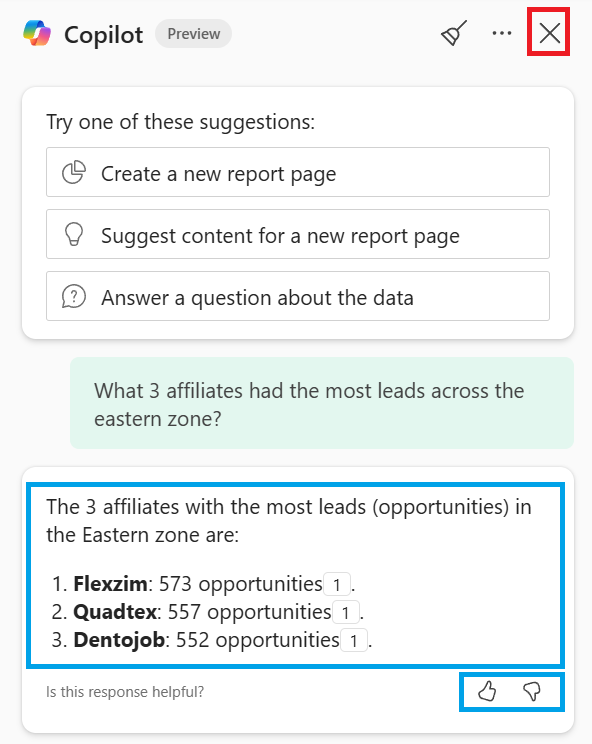 Copilot Preview
Try one of these suggestions:
Create a new report page
Suggest content for a new report page
Answer a question about the data
What 3 affiliates had the most leads across the
eastern zone?
The 3 affiliates with the most leads (opportunities) in
the Eastern zone are:
1. Flexzim: 573 opportunities 1 .
2. Quadtex: 557 opportunities 1 .
3. Dentojob: 552 opportunities 1 .
Is this response helpful?